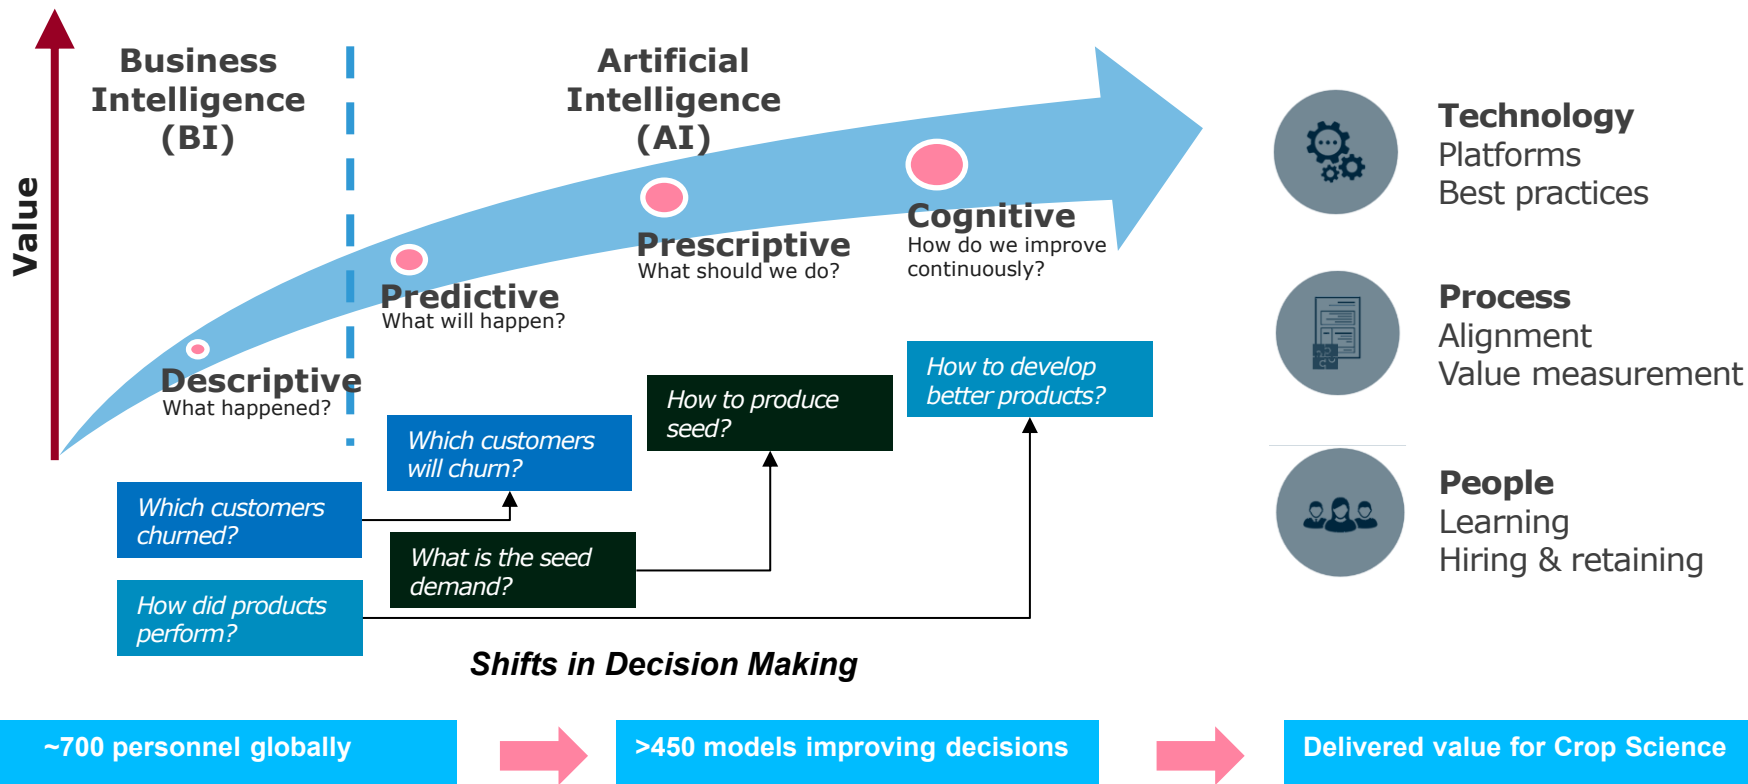 Value
Business
Intelligence
(BI)
Artificial
Intelligence
(AI)
Descriptive
What happened?
Predictive
What will happen?
Prescriptive
What should we do?
Cognitive
How do we improve
continuously?
Which customers
churned?
How did products
perform?
Which customers
will churn?
What is the seed
demand?
How to produce
seed?
How to develop
better products?
Shifts in Decision Making
Technology
Platforms
Best practices
Process
Alignment
Value measurement
People
Learning
Hiring & retaining
~700 personnel globally
>450 models improving decisions
Delivered value for Crop Science